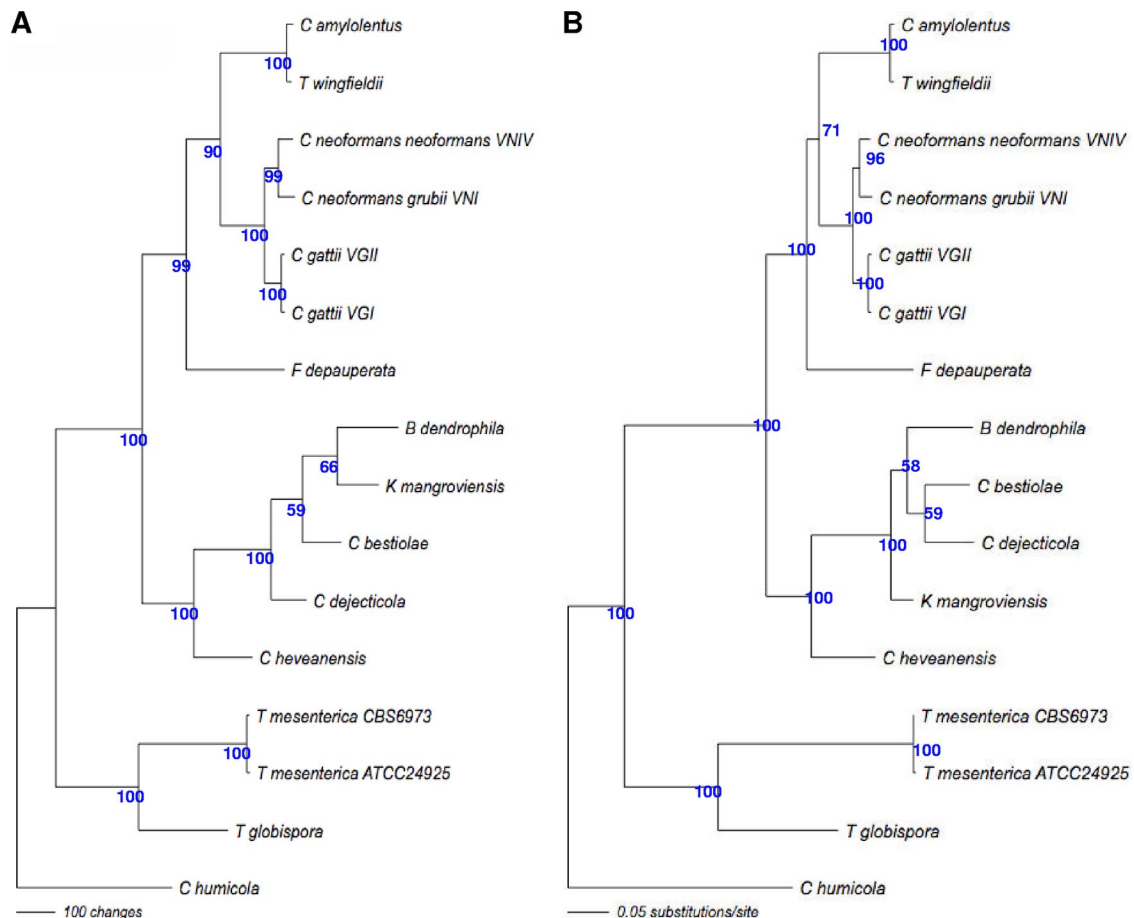 A
C amylolentus
100
T wingfieldii
90
C neoformans neoformans VNIV
99
C neoformans grubii VNI
100
C gattii VGII
99
100
C gattii VGI
F depauperata
B dendrophila
100
66
K mangroviensis
59
C bestiolae
100
C dejecticola
100
C heveanensis
T mesenterica CBS6973
100
T mesenterica ATCC24925
100
T globispora
C humicola
100 changes
B
C amylolentus
100
T wingfieldii
71
C neoformans neoformans VNIV
96
C neoformans grubii VNI
100
100
C gattii VGII
100
C gattii VGI
F depauperata
100
B dendrophila
58
C bestiolae
59
C dejecticola
100
K mangroviensis
100
100
C heveanensis
T mesenterica CBS6973
100
T mesenterica ATCC24925
100
T globispora
C humicola
0.05 substitutions/site